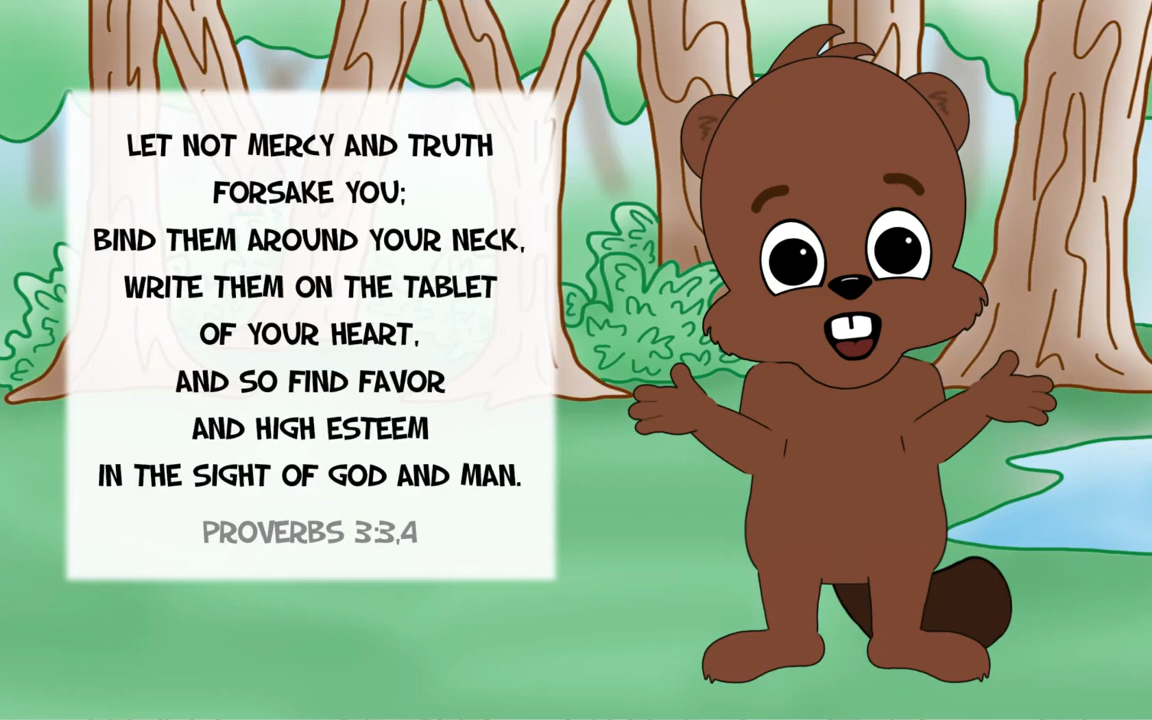 LET NOT MERCY AND TRUTH
FORSAKE YOU;
BIND THEM AROUND YOUR NECK,
WRITE THEM ON THE TABLET
OF YOUR HEART,
AND SO FIND FAVOR
AND HIGH ESTEEM
IN THE SIGHT OF GOD AND MAN.
PROVERBS 3:3,4